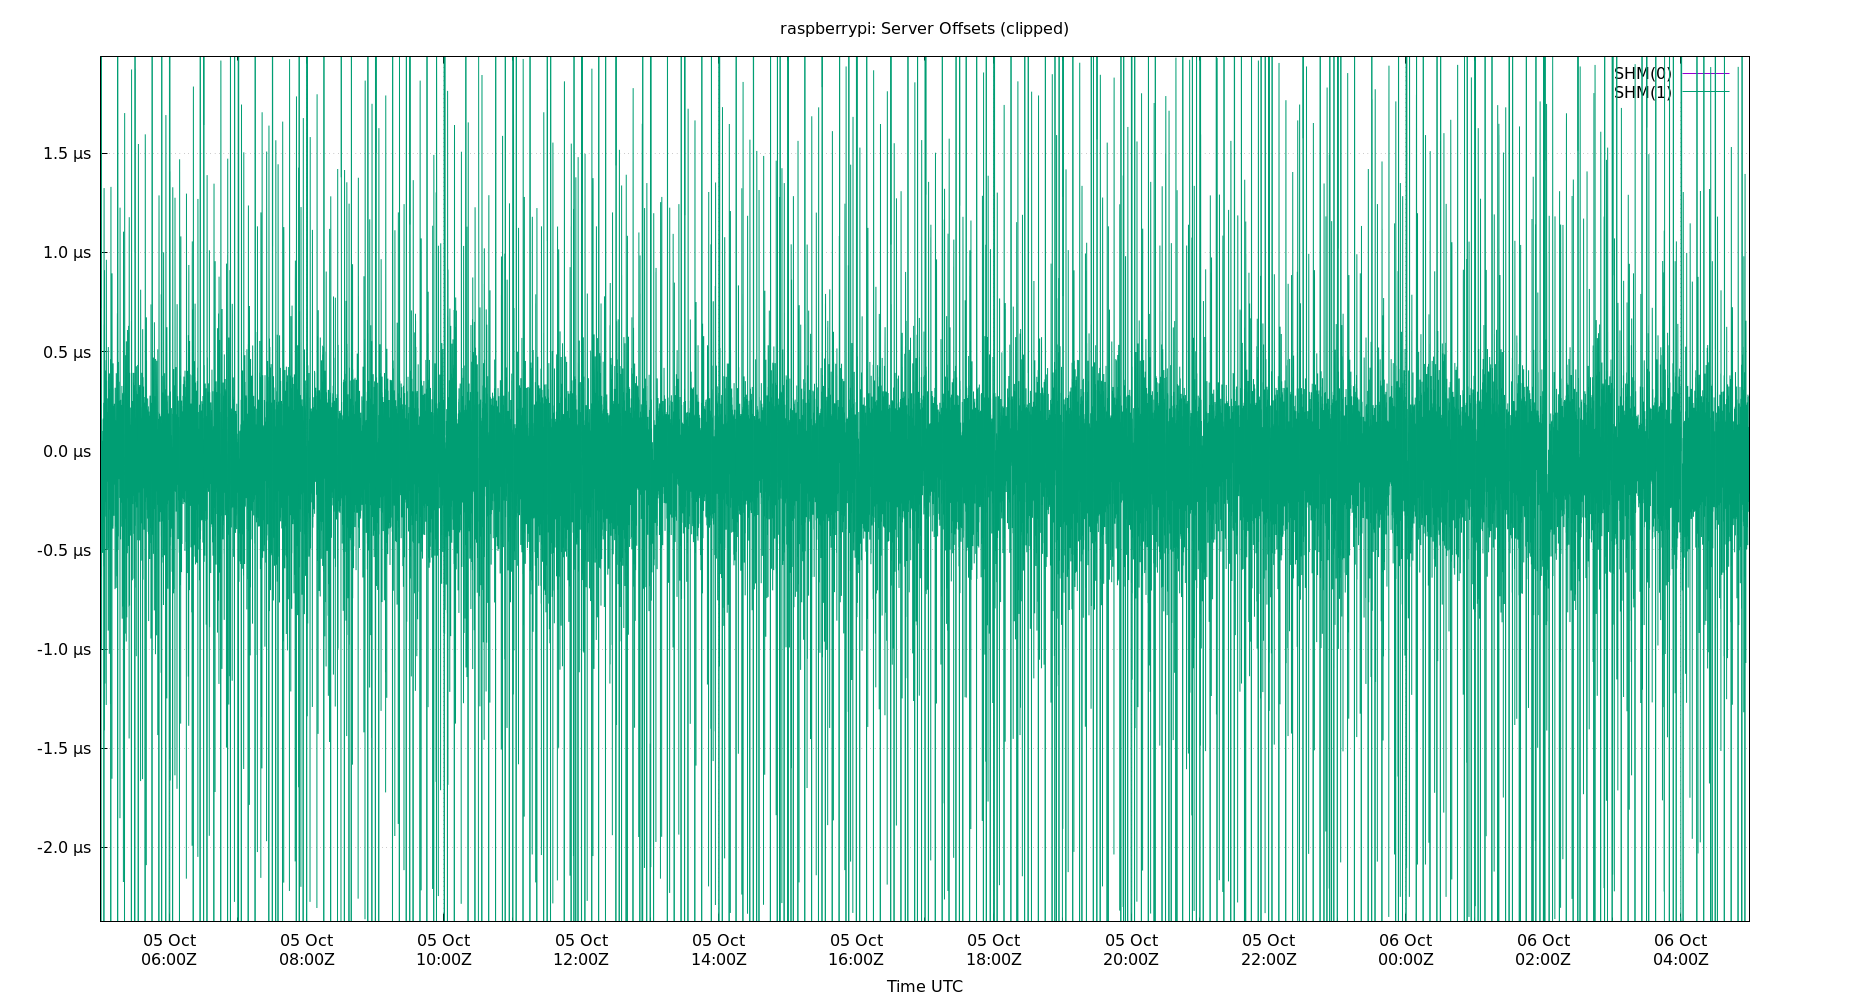 raspberrypi: Server Offsets (clipped)
SHM(0)
SHM(1)
1.5 µs
1.0 µs
0.5 µs
0.0 µs
-0.5 µs
-1.0 µs
-1.5 µs
-2.0 µs
05 Oct 05 Oct 05 Oct 05 Oct 05 Oct 05 Oct 05 Oct 05 Oct 05 Oct 06 Oct 06 Oct 06 Oct
06:00Z 08:00Z 10:00Z 12:00Z 14:00Z 16:00Z 18:00Z 20:00Z 22:00Z 00:00Z 02:00Z 04:00Z
Time UTC